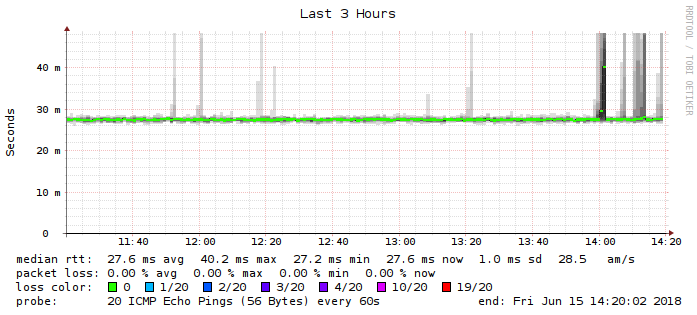 Last 3 Hours
RRDTOOL / TOBI OETIKER
Seconds
40 m
30 m
20 m
10 m
0
11:40 12:00 12:20 12:40 13:00 13:20 13:40 14:00 14:20
median rtt: 27.6 ms avg 40.2 ms max 27.2 ms min 27.6 ms now 1.0 ms sd 28.5 am/s
packet loss: 0.00 % avg 0.00 % max 0.00 % min 0.00 % now
loss color: 0 1/20 2/20 3/20 4/20 10/20 19/20
probe: 20 ICMP Echo Pings (56 Bytes) every 60s end: Fri Jun 15 14:20:02 2018